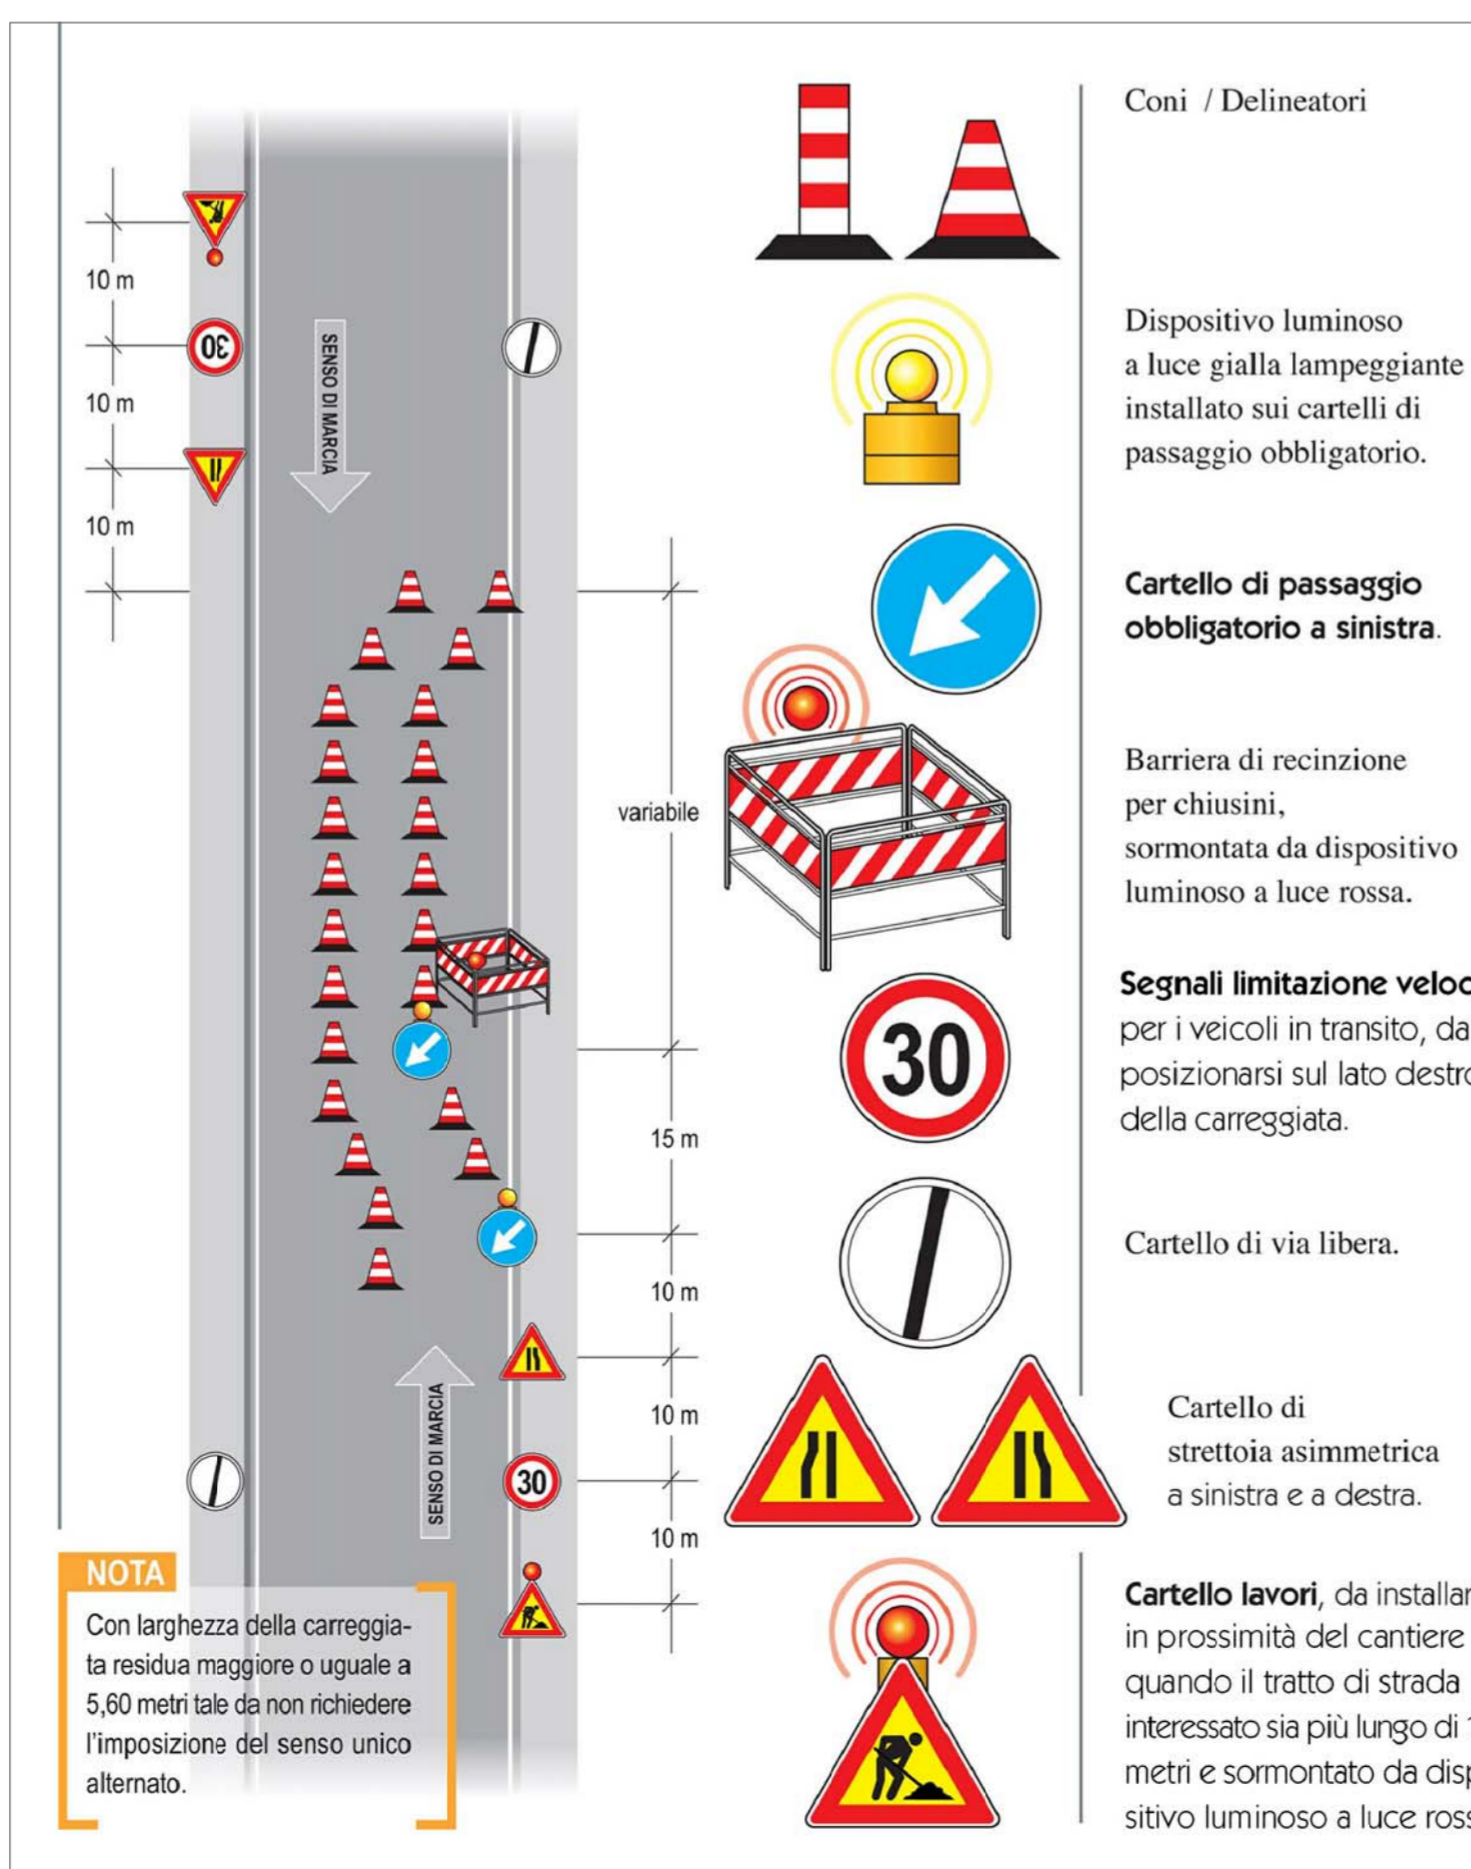 Coni / Delineatori
Dispositivo luminoso
a luce gialla lampeggiante
installato sui cartelli di
passaggio obbligatorio.
Cartello di passaggio
obbligatorio a sinistra.
Barriera di recinzione
per chiusini,
sormontata da dispositivo
luminoso a luce rossa.
Segnali limitazione
per i veicoli in transito, da
posizionarsi sul lato destro
della carreggiata.
Cartello di via libera.
Cartello di
strettoia asimmetrica
a sinistra e a destra.
Cartello lavori, da
in prossimità del cantiere
quando il tratto di strada
interessato sia più lungo di
metri e sormontato da
sitivo luminoso a luce
10 m
10 m
10 m
30
SENSO DI MARCIA
variabile
15 m
10 m
10 m
10 m
SENSO DI MARCIA
30
30
NOTA
Con larghezza della carreggia-
ta residua maggiore o uguale a
5,60 metri tale da non richiedere
l'imposizione del senso unico
alternato.